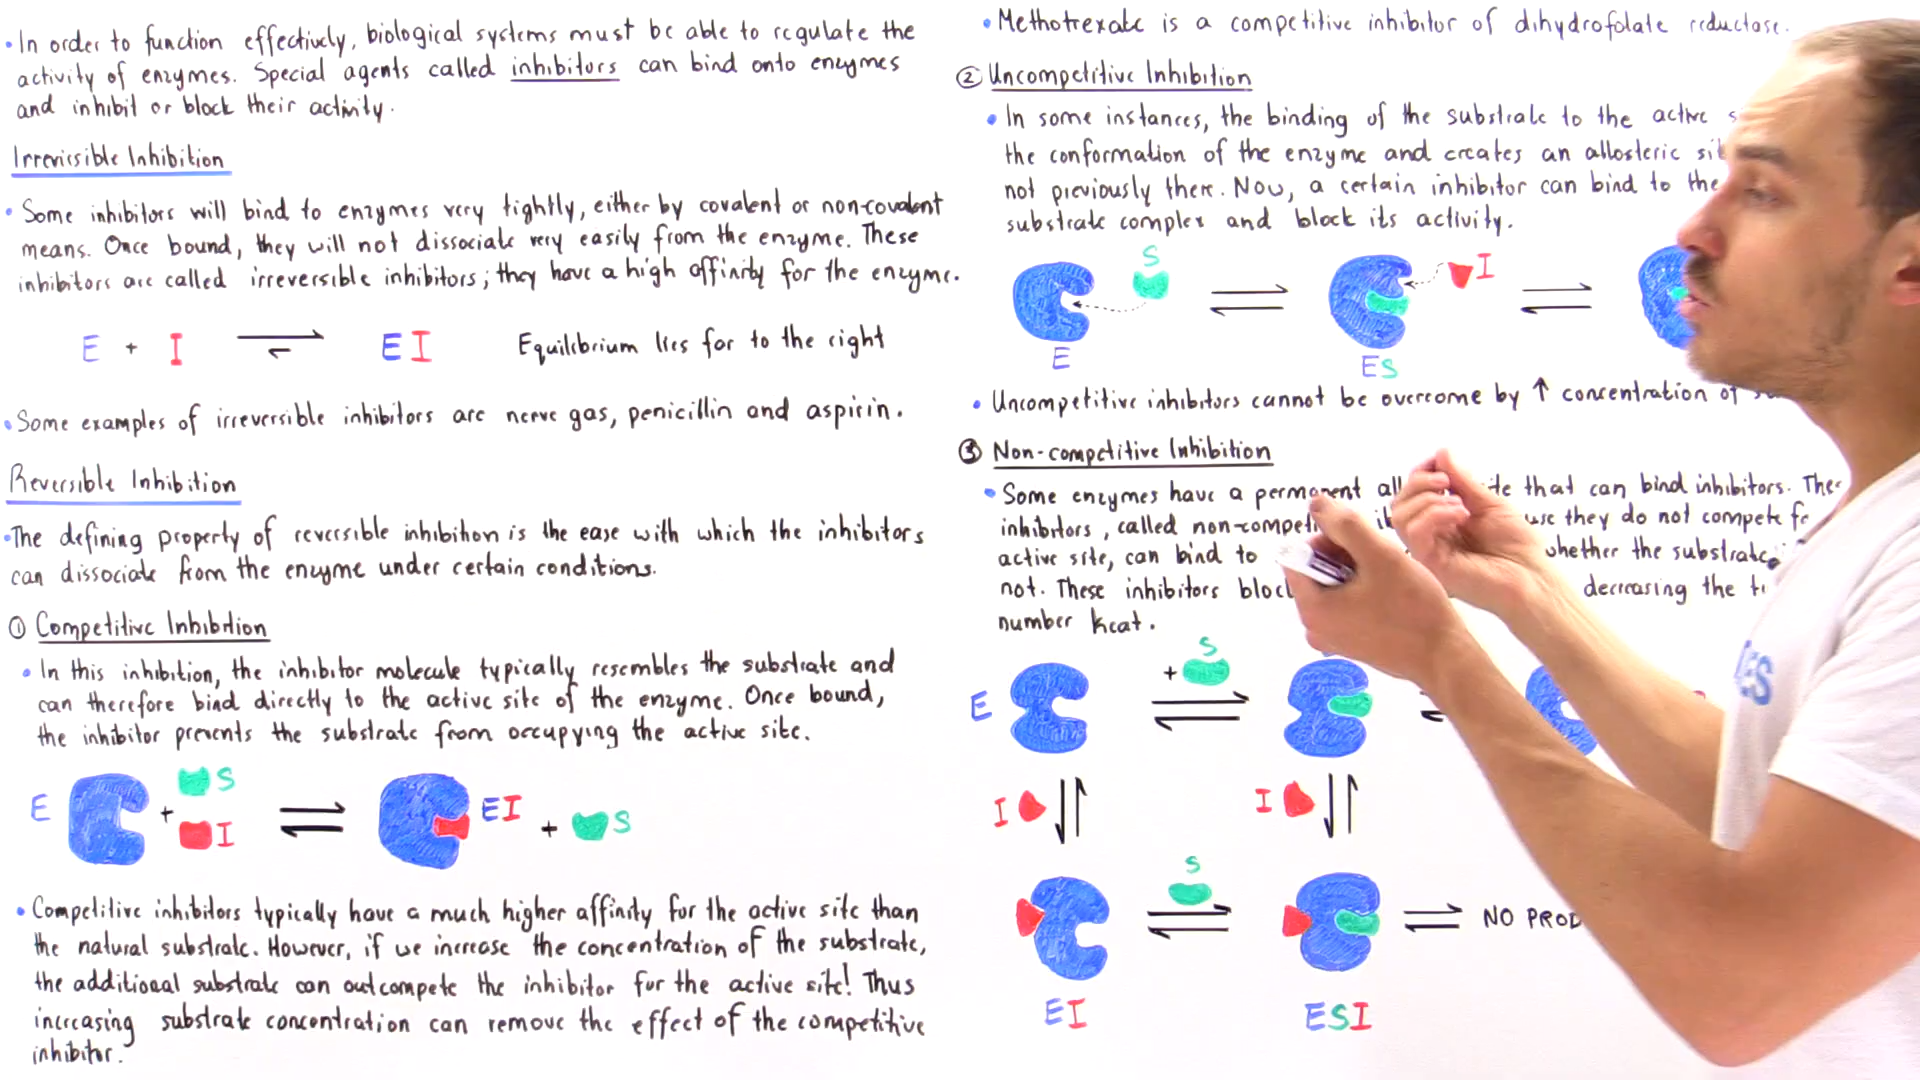 • In order to function effectively, biological systems must be able to regulate the
activity of enzymes. Special agents called inhibitors can bind onto enzymes
and inhibit or block their activity.
Irreversible Inhibition
• Some inhibitors will bind to enzymes very tightly, either by covalent or non-covalent
means. Once bound, they will not dissociate very easily from the enzyme. These
inhibitors are called irreversible inhibitors; they have a high affinity for the enzyme.
E + I ⇌ EI Equilibrium lies far to the right
• Some examples of irreversible inhibitors are nerve gas, penicillin and aspirin.
Reversible Inhibition
• The defining property of reversible inhibition is the ease with which the inhibitors
can dissociate from the enzyme under certain conditions.
① Competitive Inhibition
• In this inhibition, the inhibitor molecule typically resembles the substrate and
can therefore bind directly to the active site of the enzyme. Once bound,
the inhibitor prevents the substrate from occupying the active site.
E + S I ⇌ EI + S
• Competitive inhibitors typically have a much higher affinity for the active site than
the natural substrate. However, if we increase the concentration of the substrate,
the additional substrate can outcompete the inhibitor for the active site! Thus
increasing substrate concentration can remove the effect of the competitive
inhibitor.
• Methotrexate is a competitive inhibitor of dihydrofolate reductase.
② Uncompetitive Inhibition
• In some instances, the binding of the substrate to the active
the conformation of the enzyme and creates an allosteric
not previously there. Now, a certain inhibitor can bind to the
substrate complex and block its activity.
S I
E ⇌ ES ⇌
• Uncompetitive inhibitors cannot be overcome by ↑ concentration of
③ Non-competitive Inhibition
• Some enzymes have a permanent that can bind inhibitors.
inhibitors, called they do not compete
active site, can bind to whether the substrate
not. These inhibitors decreasing the
number kcat.
E + S ⇌
I I
S
⇌ ⇌ NO
EI ESI